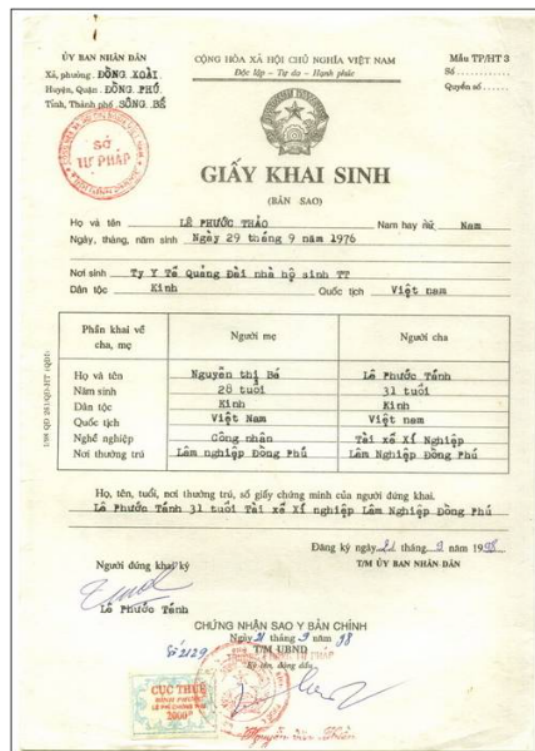 ỦY BAN NHÂN DÂN
Xã, phường ĐỒNG XOÀI
Huyện, Quận ĐỒNG PHÚ
Tỉnh, Thành phố SÔNG BÉ
CỘNG HÒA XÃ HỘI CHỦ NGHĨA VIỆT NAM
Độc lập - Tự do - Hạnh phúc
Mẫu TP/HT 3
Số ............
Quyển số ......
SỞ
TƯ PHÁP
GIẤY KHAI SINH
(BẢN SAO)
Họ và tên LÊ PHƯỚC THẢO Nam hay nữ Nam
Ngày, tháng, năm sinh Ngày 29 tháng 9 năm 1976
Nơi sinh Ty Y Tế Quảng Đài nhà hộ sinh TT
Dân tộc Kinh Quốc tịch Việt nam
Phần khai về cha, mẹ Người mẹ Người cha
Họ và tên Nguyễn thị Bé Lê Phước Tánh
Năm sinh 28 tuổi 31 tuổi
Dân tộc Kinh Kinh
Quốc tịch Việt Nam Việt nam
Nghề nghiệp Công nhân Tài xế Xí Nghiệp
Nơi thường trú Lâm nghiệp Đồng Phú Lâm Nghiệp Đồng Phú
Họ, tên, tuổi, nơi thường trú, số giấy chứng minh của người đứng khai.
Lê Phước Tánh 31 tuổi Tài xế Xí nghiệp Lâm Nghiệp Đồng Phú
Đăng ký ngày 21 tháng 9 năm 1998
Người đứng khai ký T/M ỦY BAN NHÂN DÂN
Lê Phước Tánh
CHỨNG NHẬN SAO Y BẢN CHÍNH
Ngày 21 tháng 9 năm 98
Số 2129 T/M UBND
Ký tên, đóng dấu
CỤC THUẾ
2000đ